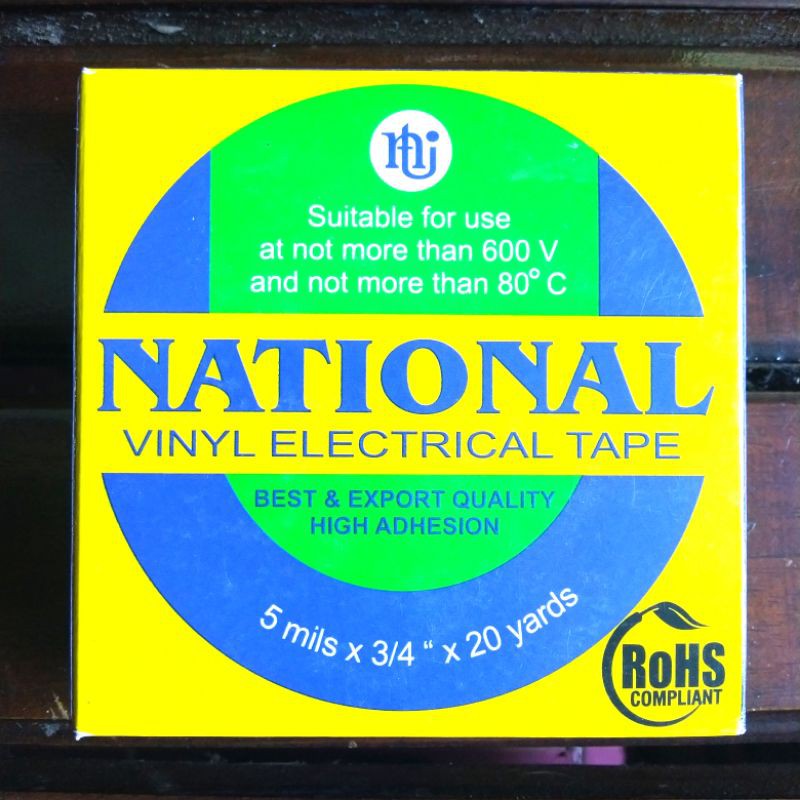 Suitable for use
at not more than 600 V
and not more than 80° C
NATIONAL
VINYL ELECTRICAL TAPE
BEST & EXPORT QUALITY
HIGH ADHESION
5 mils x 3/4 “ x 20 yards
RoHS
COMPLIANT